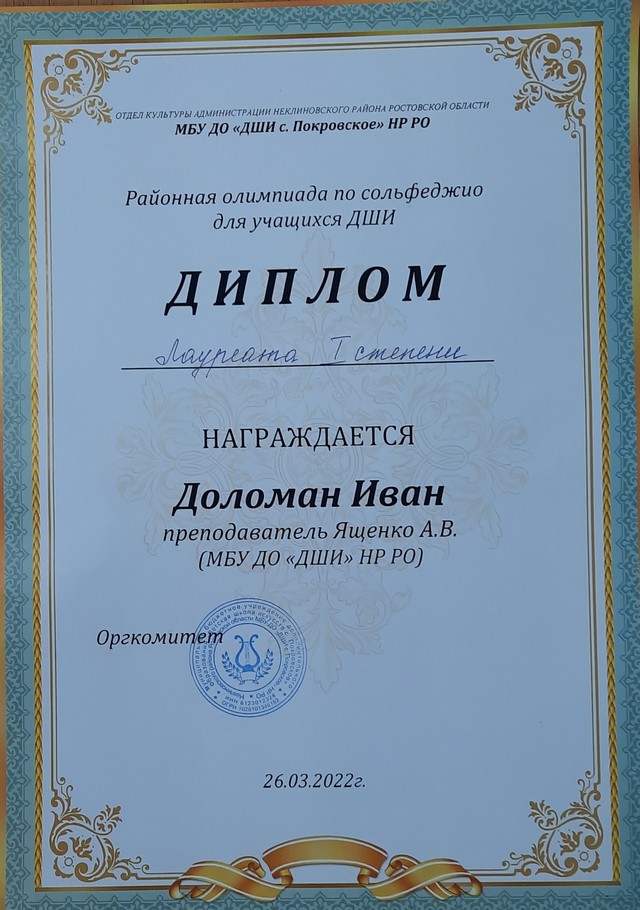 ОТДЕЛ КУЛЬТУРЫ АДМИНИСТРАЦИИ НЕКЛИНОВСКОГО РАЙОНА РОСТОВСКОЙ ОБЛАСТИ
МБУ ДО «ДШИ с. Покровское» НР РО
Районная олимпиада по сольфеджио
для учащихся ДШИ
ДИПЛОМ
Лауреата I степени
НАГРАЖДАЕТСЯ
Доломан Иван
преподаватель Ященко А.В.
(МБУ ДО «ДШИ» НР РО)
Оргкомитет
26.03.2022г.